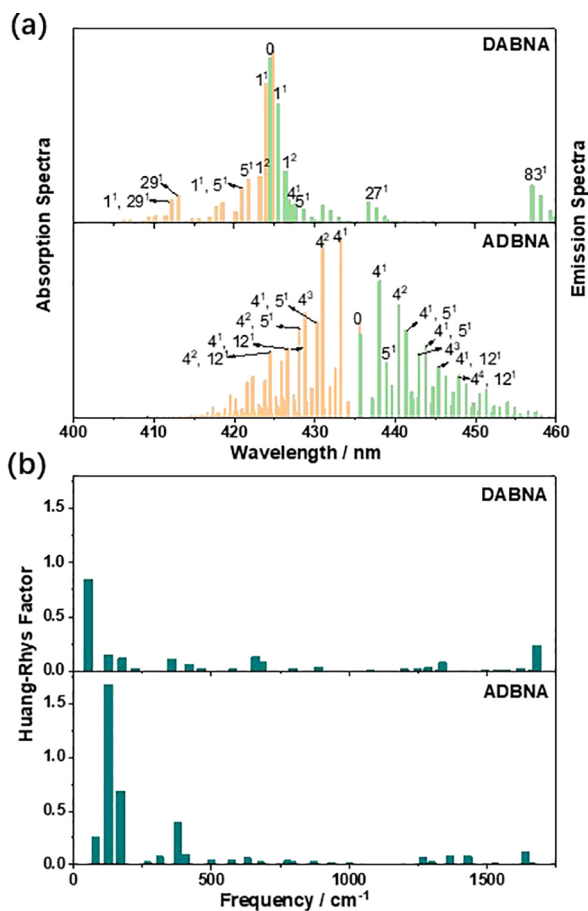 (a)
DABNA
0
1¹
1¹
29¹
1¹, 29¹
1¹, 5¹
5¹
1²
1²
4¹
5¹
27¹
83¹
Absorption Spectra
Emission Spectra
ADBNA
4²
4¹
4¹, 5¹
4³
4², 5¹
4¹, 12¹
4², 12¹
0
4¹
4²
5¹
4¹, 5¹
4¹, 5¹
4³
4¹, 12¹
4⁴, 12¹
400 410 420 430 440 450 460
Wavelength / nm
(b)
DABNA
1.5
1.0
0.5
0.0
ADBNA
1.5
1.0
0.5
0.0
Huang-Rhys Factor
0 500 1000 1500
Frequency / cm⁻¹